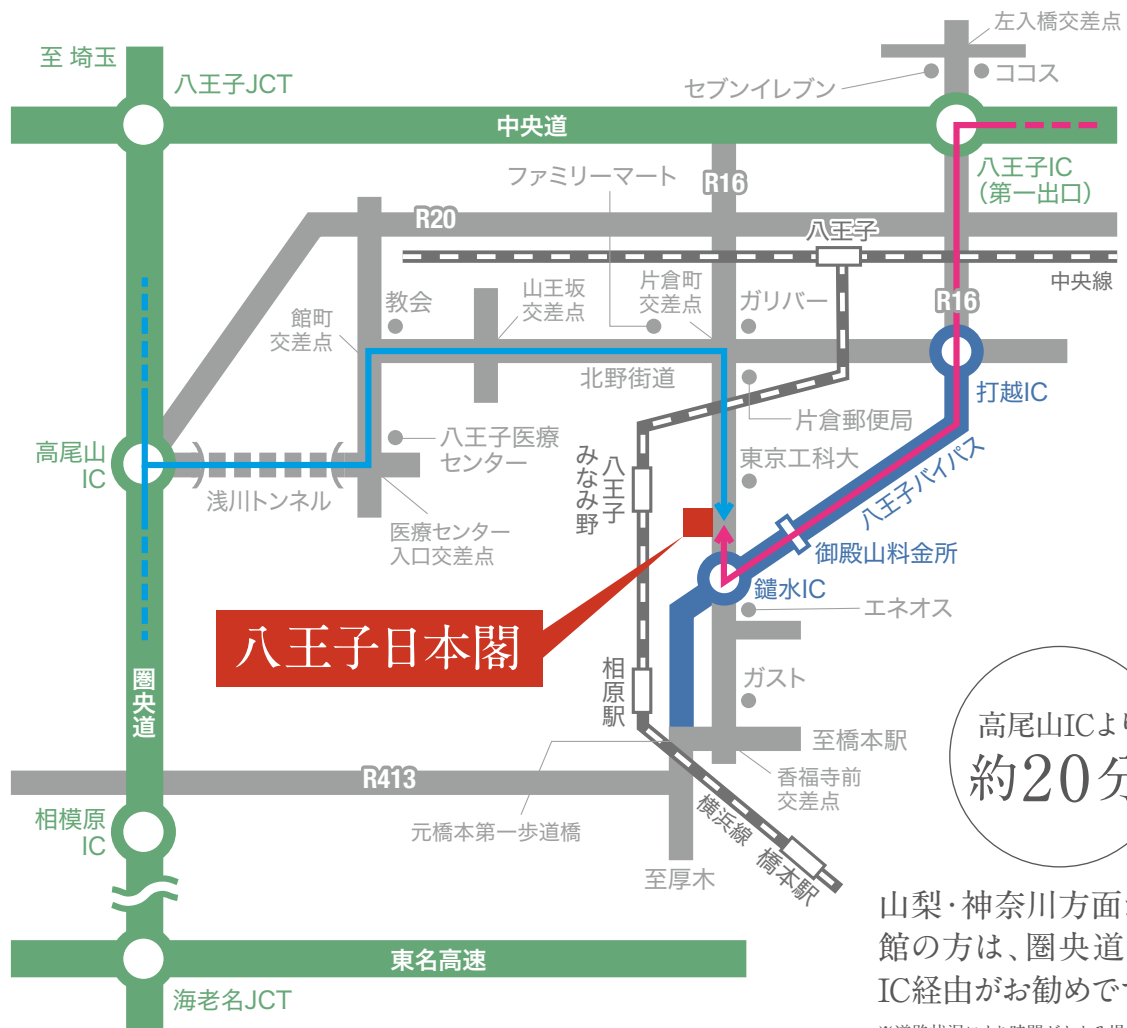 左入橋交差点
至 埼玉
八王子JCT
セブンイレブン
ココス
中央道
ファミリーマート
R16
八王子IC
(第一出口)
R20
八王子
中央線
教会
山王坂
交差点
片倉町
交差点
ガリバー
R16
館町
交差点
北野街道
打越IC
片倉郵便局
高尾山
IC
八王子医療
センター
八王子
みなみ野
東京工科大
浅川トンネル
八王子バイパス
医療センター
入口交差点
御殿山料金所
鑓水IC
エネオス
八王子日本閣
相原駅
ガスト
圏央道
高尾山ICより
約20分
至橋本駅
R413
香福寺前
交差点
相模原
IC
元橋本第一歩道橋
横浜線
橋本駅
至厚木
山梨・神奈川方面
館の方は、圏央道
IC経由がお勧めで
東名高速
海老名JCT